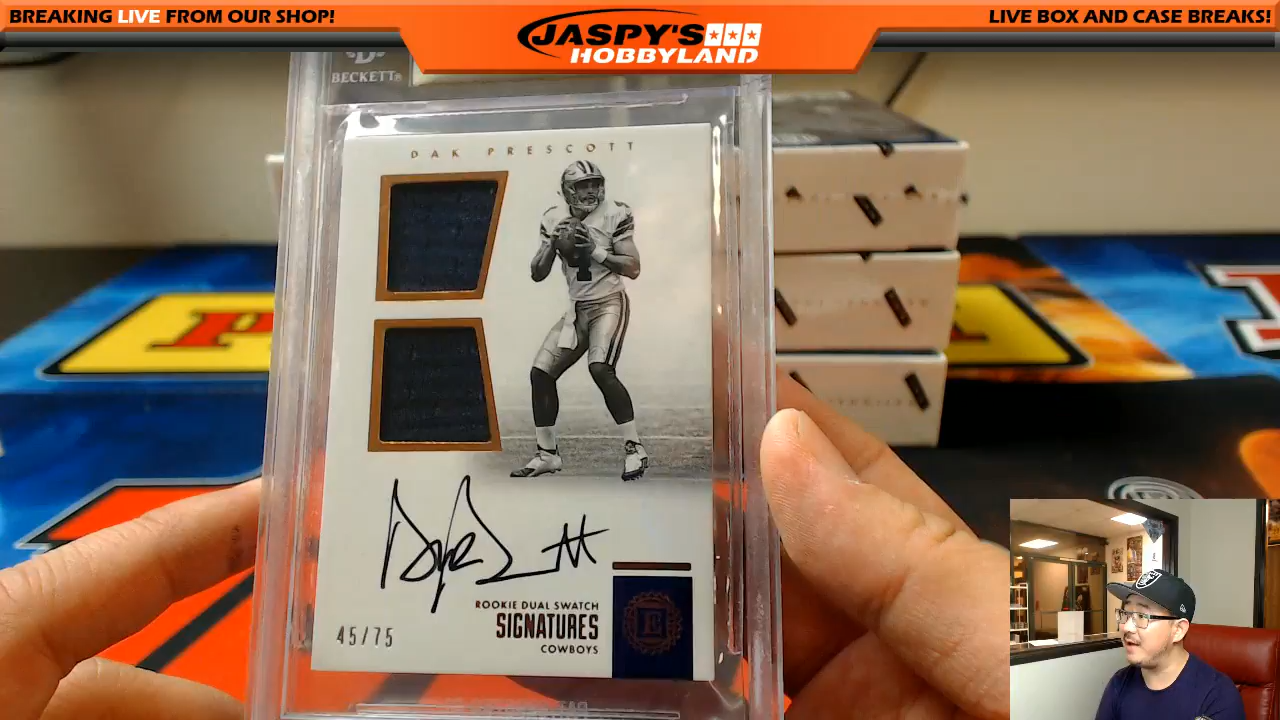 BREAKING LIVE FROM OUR SHOP!
JASPY'S
HOBBYLAND
LIVE BOX AND CASE BREAKS!
BECKETT
DAK PRESCOTT
4
ROOKIE DUAL SWATCH
SIGNATURES
COWBOYS
45/75
E